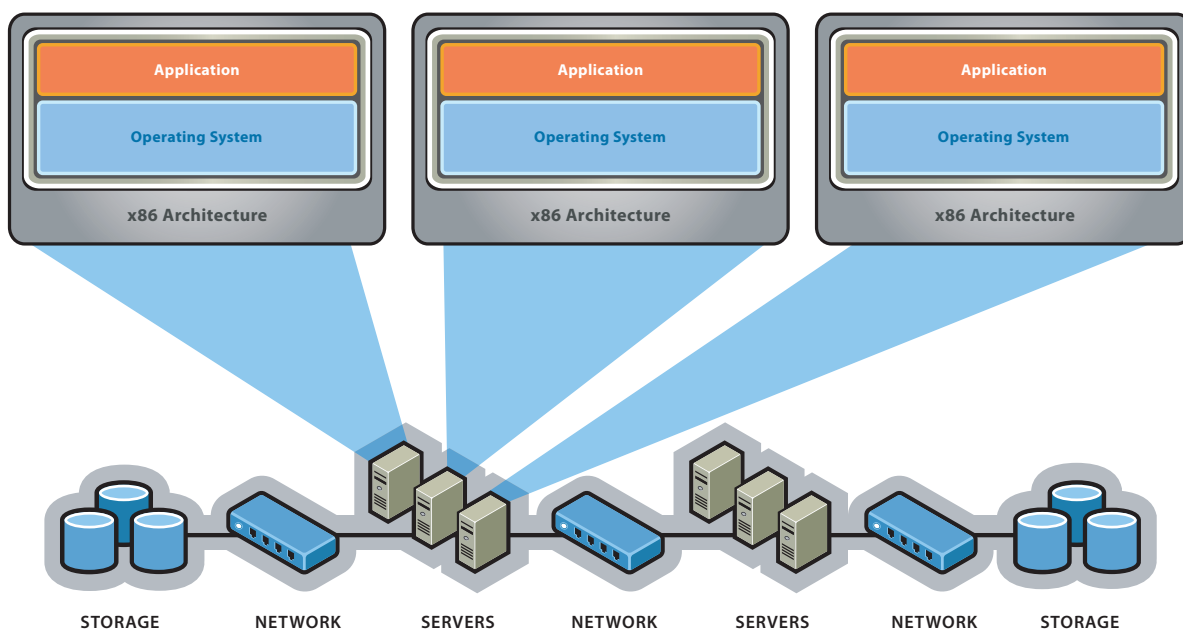 Application
Operating System
x86 Architecture
Application
Operating System
x86 Architecture
Application
Operating System
x86 Architecture
STORAGE
NETWORK
SERVERS
NETWORK
SERVERS
NETWORK
STORAGE